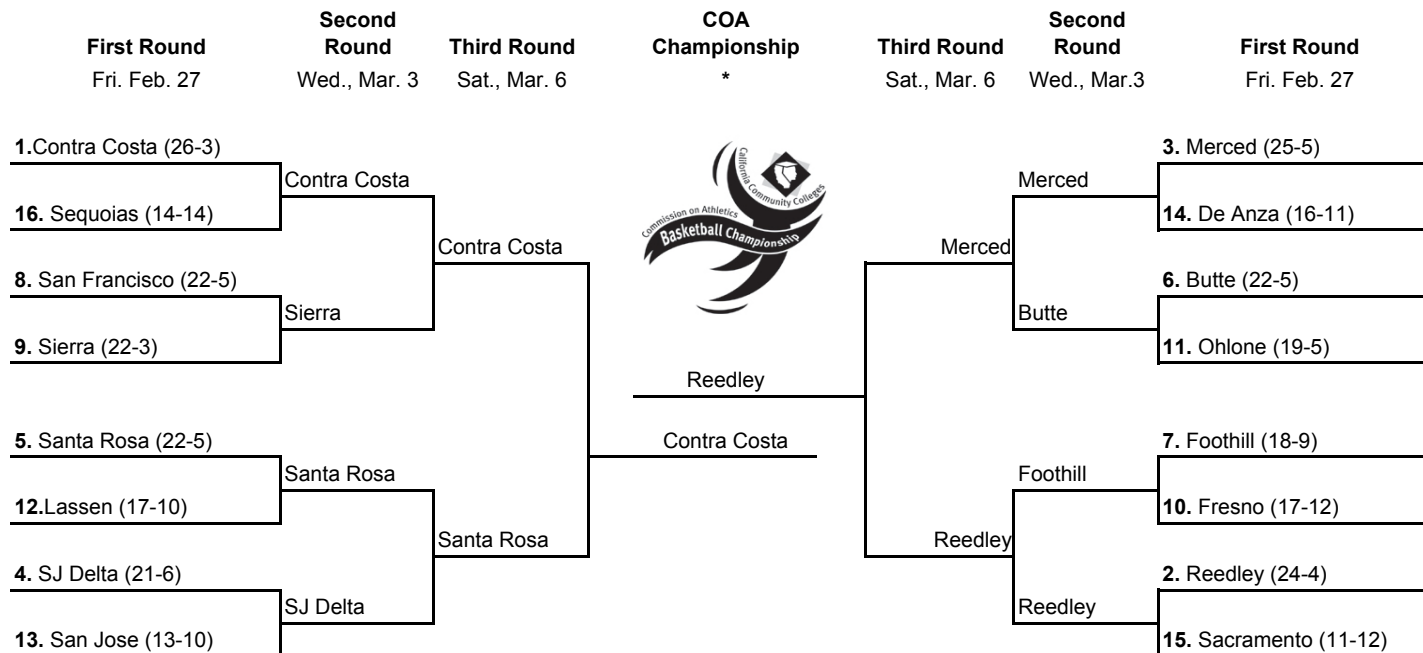 First Round
Second
Round
Third Round
COA
Championship
Third Round
Second
Round
First Round
Fri. Feb. 27
Wed., Mar. 3
Sat., Mar. 6
*
Sat., Mar. 6
Wed., Mar.3
Fri. Feb. 27
1.Contra Costa (26-3)
16. Sequoias (14-14)
8. San Francisco (22-5)
9. Sierra (22-3)
5. Santa Rosa (22-5)
12.Lassen (17-10)
4. SJ Delta (21-6)
13. San Jose (13-10)
Contra Costa
Sierra
Santa Rosa
SJ Delta
Contra Costa
Santa Rosa
California Community Colleges
Commission on Athletics
Basketball Championship
Reedley
Contra Costa
Merced
Reedley
Merced
Butte
Foothill
Reedley
3. Merced (25-5)
14. De Anza (16-11)
6. Butte (22-5)
11. Ohlone (19-5)
7. Foothill (18-9)
10. Fresno (17-12)
2. Reedley (24-4)
15. Sacramento (11-12)